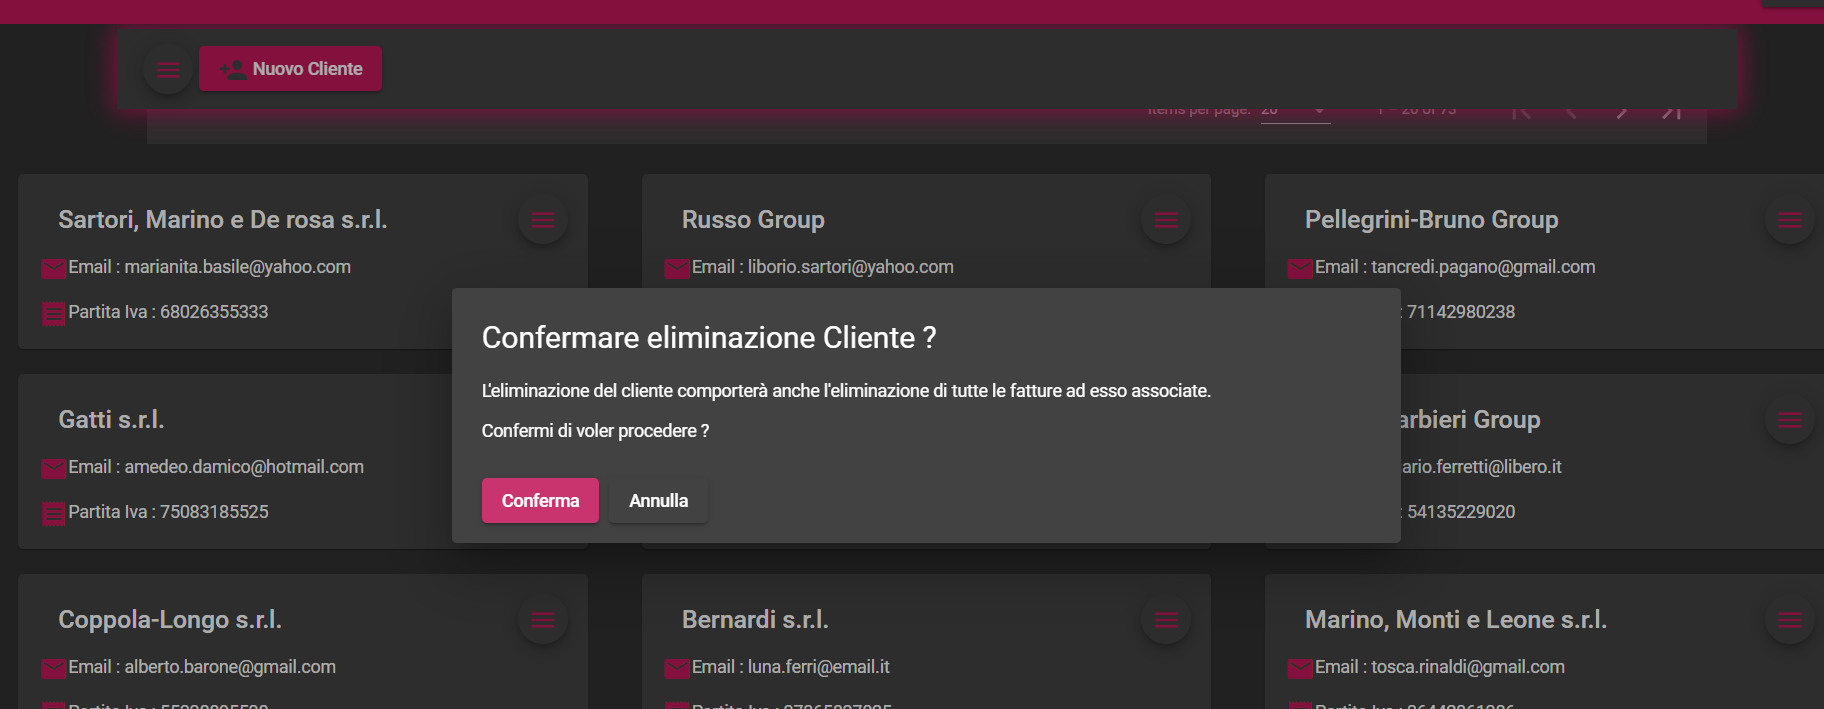 Nuovo Cliente
Items per page: 20 1 – 20 of 73
Sartori, Marino e De rosa s.r.l.
Email : marianita.basile@yahoo.com
Partita Iva : 68026355333
Russo Group
Email : liborio.sartori@yahoo.com
Pellegrini-Bruno Group
Email : tancredi.pagano@gmail.com
: 71142980238
Confermare eliminazione Cliente ?
L'eliminazione del cliente comporterà anche l'eliminazione di tutte le fatture ad esso associate.
Confermi di voler procedere ?
Conferma
Annulla
Gatti s.r.l.
Email : amedeo.damico@hotmail.com
Partita Iva : 75083185525
arbieri Group
ario.ferretti@libero.it
: 54135229020
Coppola-Longo s.r.l.
Email : alberto.barone@gmail.com
Partita Iva :
Bernardi s.r.l.
Email : luna.ferri@email.it
Partita Iva :
Marino, Monti e Leone s.r.l.
Email : tosca.rinaldi@gmail.com
Partita Iva :